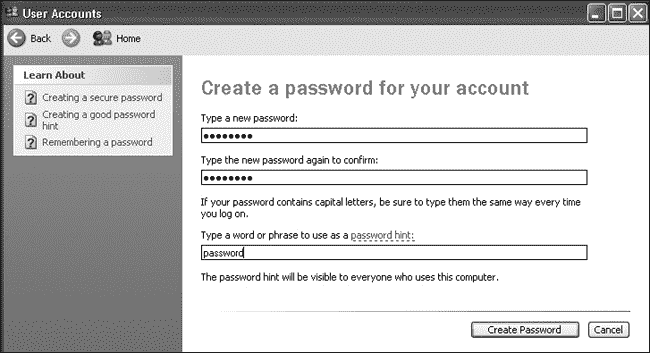 User Accounts
Back Home
Learn About
Creating a secure password
Creating a good password
hint
Remembering a password
Create a password for your account
Type a new password:
●●●●●●●●
Type the new password again to confirm:
●●●●●●●●
If your password contains capital letters, be sure to type them the same way every time
you log on.
Type a word or phrase to use as a password hint:
password
The password hint will be visible to everyone who uses this computer.
Create Password Cancel